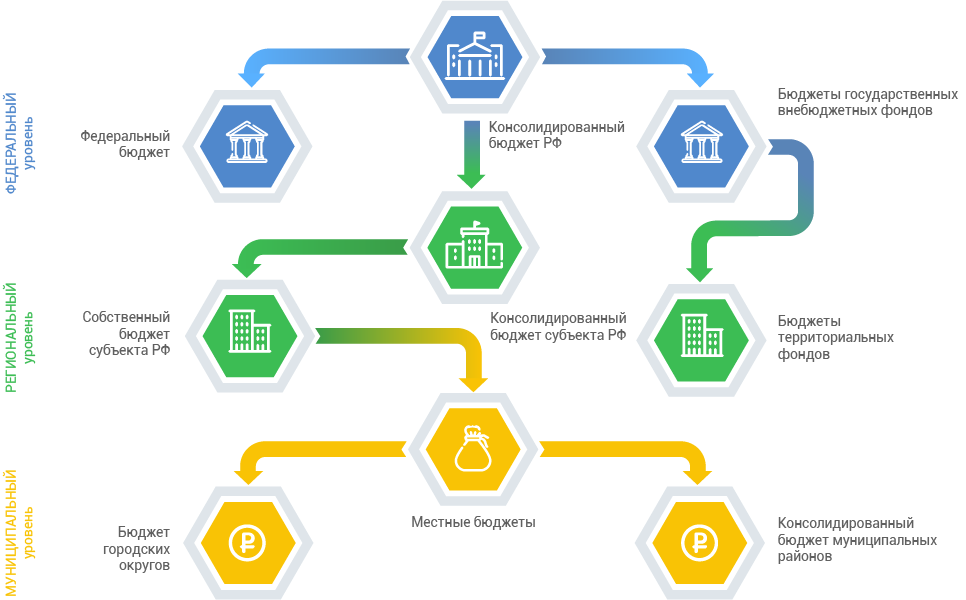 ФЕДЕРАЛЬНЫЙ
уровень
Федеральный
бюджет
Консолидированный
бюджет РФ
Бюджеты государственных
внебюджетных фондов
РЕГИОНАЛЬНЫЙ
уровень
Собственный
бюджет
субъекта РФ
Консолидированный
бюджет субъекта РФ
Бюджеты
территориальных
фондов
МУНИЦИПАЛЬНЫЙ
уровень
Бюджет
городских
округов
Местные бюджеты
Консолидированный
бюджет муниципальных
районов